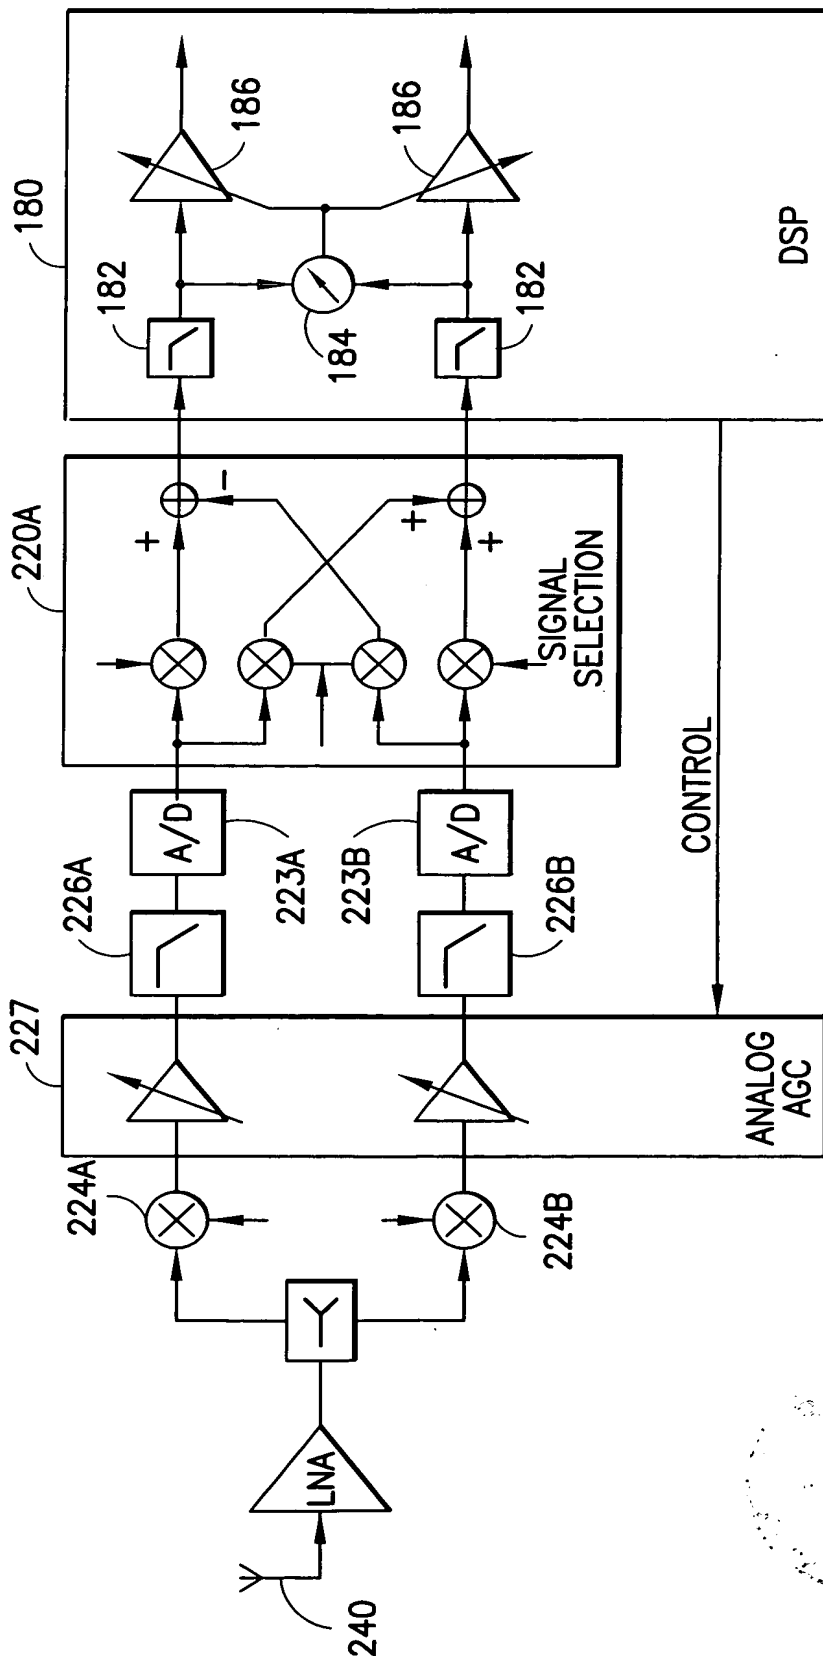 180
186
186
182
182
184
DSP
220A
+
-
+
+
SIGNAL
SELECTION
CONTROL
226A
A/D
223A
223B
A/D
226B
227
ANALOG
AGC
224A
224B
LNA
240